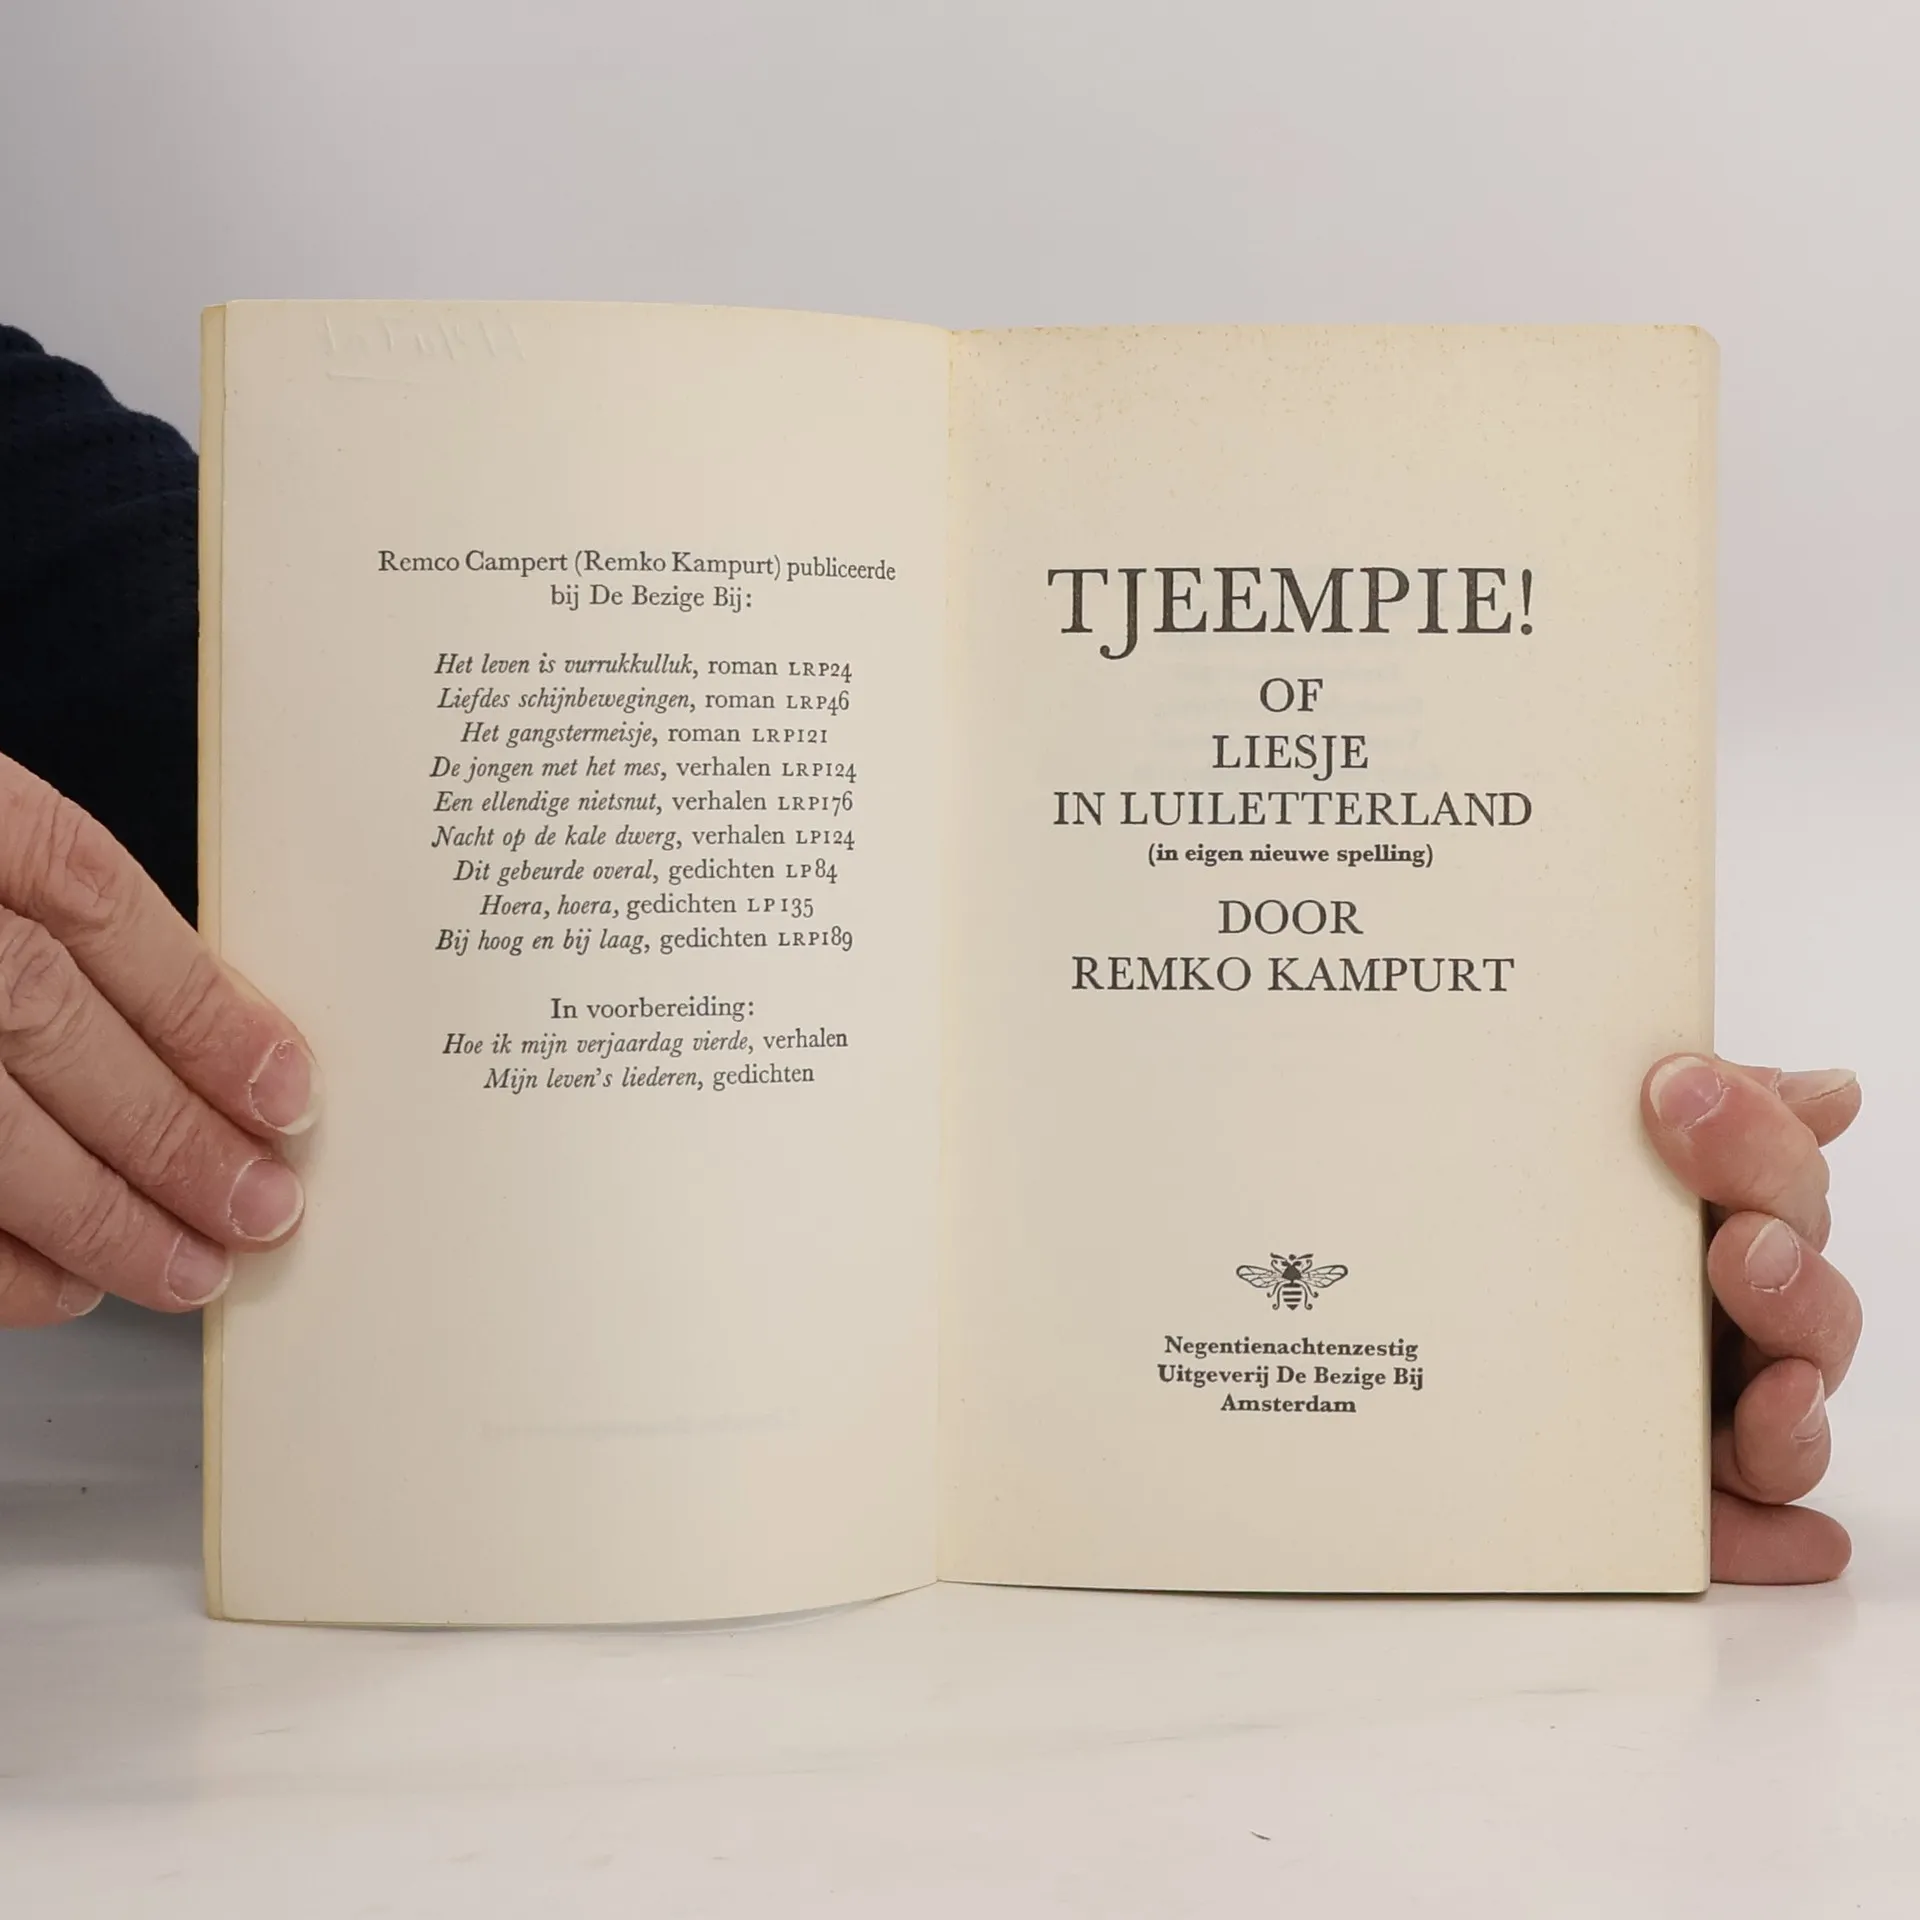 Remco Campert (Remko Kampurt) publiceerde
bij De Bezige Bij:
Het leven is vurrukkulluk, roman LRP24
Liefdes schijnbewegingen, roman LRP46
Het gangstermeisje, roman LRP121
De jongen met het mes, verhalen LRP124
Een ellendige nietsnut, verhalen LRP176
Nacht op de kale dwerg, verhalen LP124
Dit gebeurde overal, gedichten LP84
Hoera, hoera, gedichten LP135
Bij hoog en bij laag, gedichten LRP189
In voorbereiding:
Hoe ik mijn verjaardag vierde, verhalen
Mijn leven's liederen, gedichten
TJEEMPIE!
OF
LIESJE
IN LUILETTERLAND
(in eigen nieuwe spelling)
DOOR
REMKO KAMPURT
Negentienachtenzestig
Uitgeverij De Bezige Bij
Amsterdam